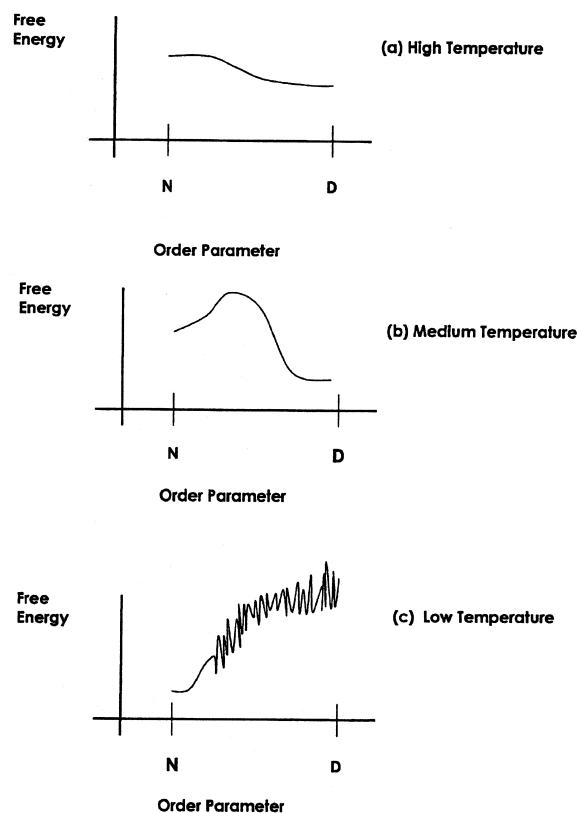 Free
Energy
(a) High Temperature
N D
Order Parameter
Free
Energy
(b) Medium Temperature
N D
Order Parameter
Free
Energy
(c) Low Temperature
N D
Order Parameter